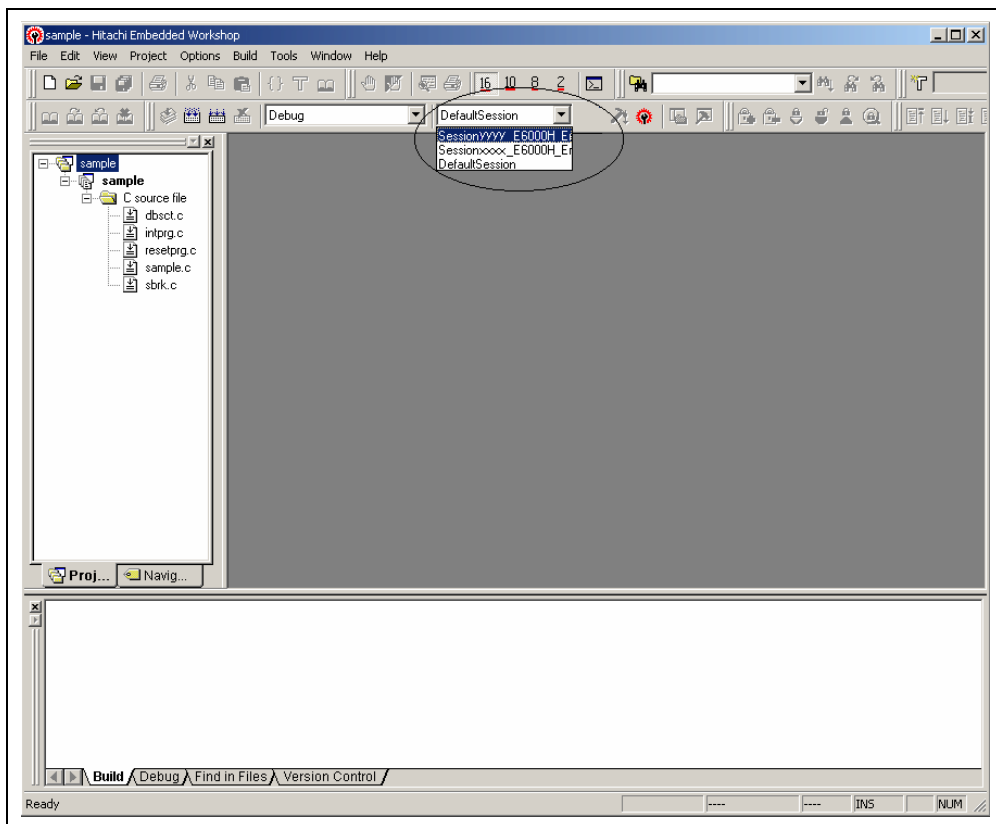 sample - Hitachi Embedded Workshop
File Edit View Project Options Build Tools Window Help
16 10 8 2
Debug DefaultSession
SessionYYYY_E6000H_
Sessionxxxx_E6000H_Er
DefaultSession
sample
sample
C source file
dbsct.c
intprg.c
resetprg.c
sample.c
sbrk.c
Proj... Navig...
Build Debug Find in Files Version Control
Ready ---- ---- INS NUM